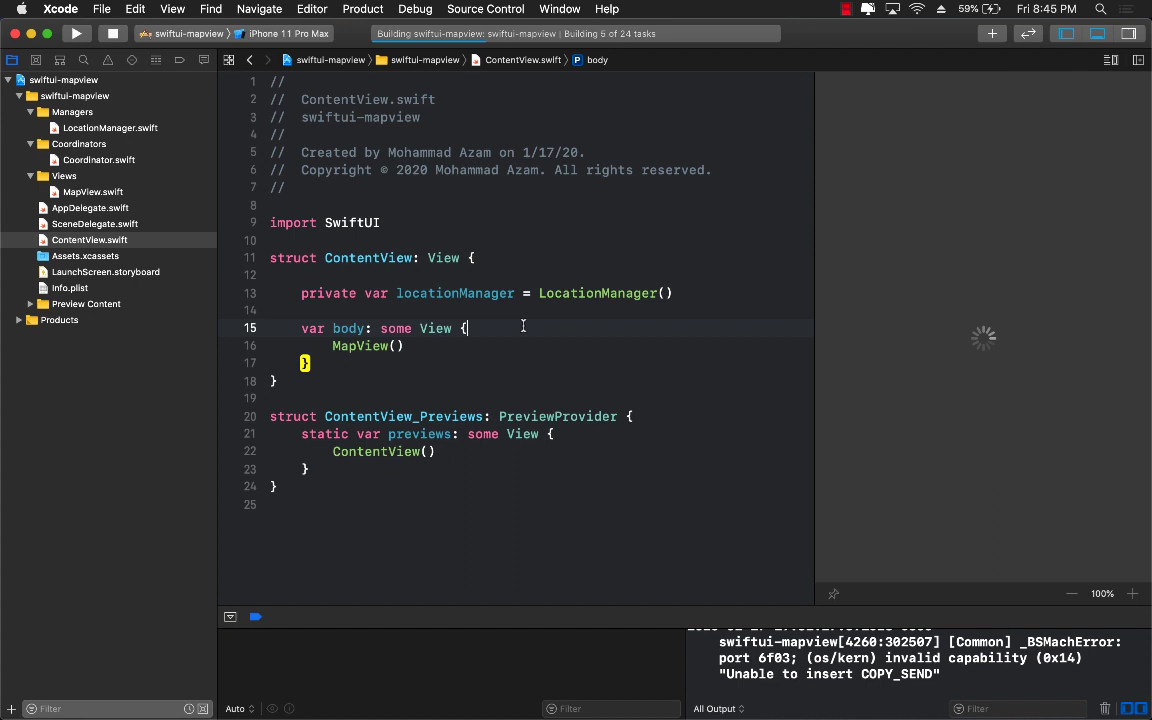 Xcode File Edit View Find Navigate Editor Product Debug Source Control Window Help 59% Fri 8:45 PM
swiftui-mapview 〉 iPhone 11 Pro Max
Building swiftui-mapview: swiftui-mapview | Building 5 of 24 tasks
swiftui-mapview 〉 swiftui-mapview 〉 ContentView.swift 〉 P body
swiftui-mapview
swiftui-mapview
Managers
LocationManager.swift
Coordinators
Coordinator.swift
Views
MapView.swift
AppDelegate.swift
SceneDelegate.swift
ContentView.swift
Assets.xcassets
LaunchScreen.storyboard
Info.plist
Preview Content
Products
1 //
2 // ContentView.swift
3 // swiftui-mapview
4 //
5 // Created by Mohammad Azam on 1/17/20.
6 // Copyright © 2020 Mohammad Azam. All rights reserved.
7 //
8
9 import SwiftUI
10
11 struct ContentView: View {
12
13 private var locationManager = LocationManager()
14
15 var body: some View {
16 MapView()
17 }
18 }
19
20 struct ContentView_Previews: PreviewProvider {
21 static var previews: some View {
22 ContentView()
23 }
24 }
25
100%
swiftui-mapview[4260:302507] [Common] _BSMachError:
port 6f03; (os/kern) invalid capability (0x14)
"Unable to insert COPY_SEND"
Filter
Auto
Filter
All Output
Filter